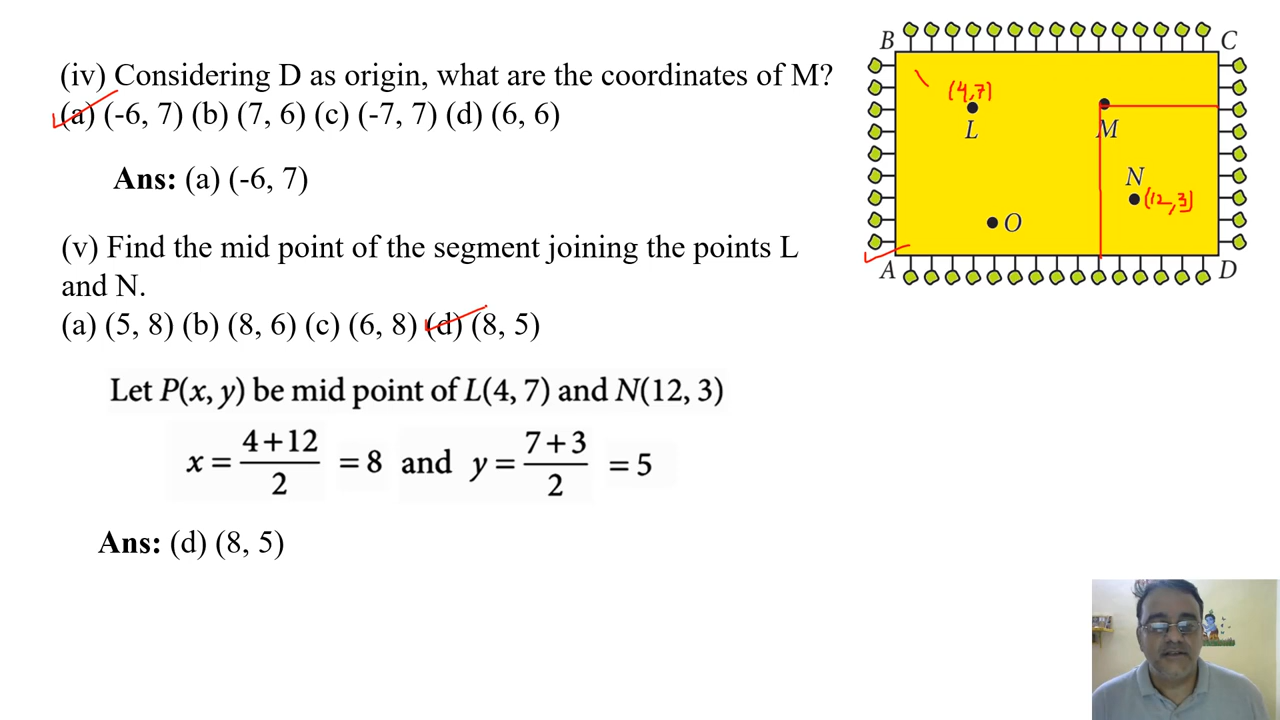 (iv) Considering D as origin, what are the coordinates of M?
(a) (-6, 7) (b) (7, 6) (c) (-7, 7) (d) (6, 6)
Ans: (a) (-6, 7)
(v) Find the mid point of the segment joining the points L
and N.
(a) (5, 8) (b) (8, 6) (c) (6, 8) (d) (8, 5)
Let P(x, y) be mid point of L(4, 7) and N(12, 3)
x = 4+12/2 = 8 and y = 7+3/2 = 5
Ans: (d) (8, 5)
B
C
(4,7)
L
M
N
(12,3)
O
A
D